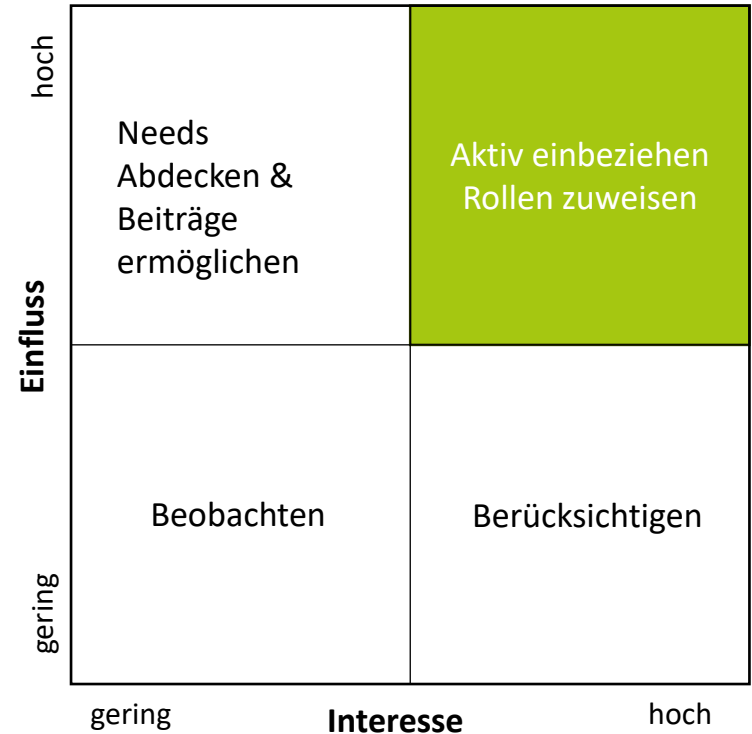 hoch
Needs
Abdecken &
Beiträge
ermöglichen
Aktiv einbeziehen
Rollen zuweisen
Einfluss
Beobachten
Berücksichtigen
gering
gering
Interesse
hoch